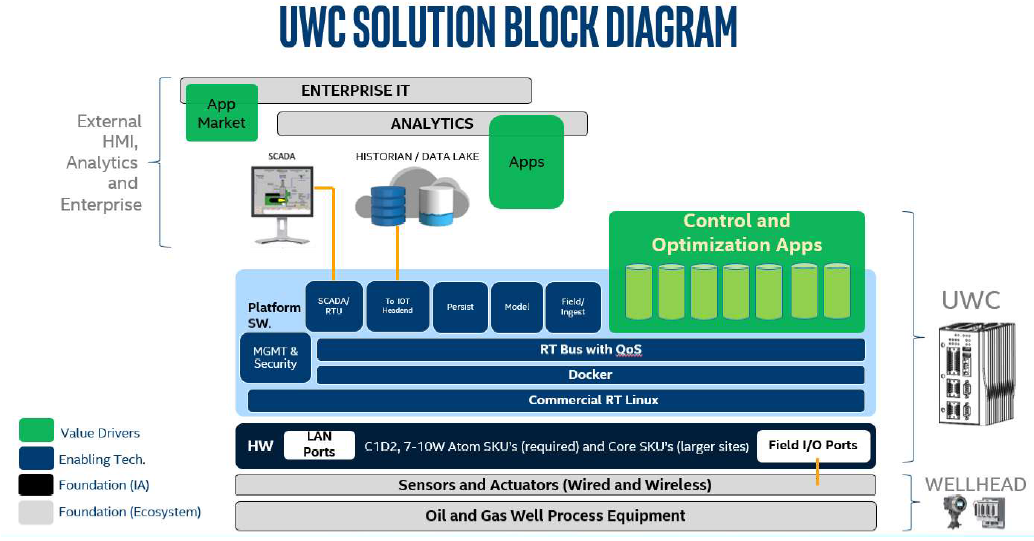 UWC SOLUTION BLOCK DIAGRAM
ENTERPRISE IT
App
Market
ANALYTICS
Apps
External
HMI,
Analytics
and
Enterprise
SCADA
HISTORIAN / DATA LAKE
Control and
Optimization Apps
Platform
SW.
SCADA/
RTU
To IOT
Headend
Persist
Model
Field/
Ingest
MGMT &
Security
RT Bus with QoS
Docker
Commercial RT Linux
UWC
HW
LAN
Ports
C1D2, 7-10W Atom SKU's (required) and Core SKU's (larger sites)
Field I/O Ports
Sensors and Actuators (Wired and Wireless)
Oil and Gas Well Process Equipment
WELLHEAD
Value Drivers
Enabling Tech.
Foundation (IA)
Foundation (Ecosystem)